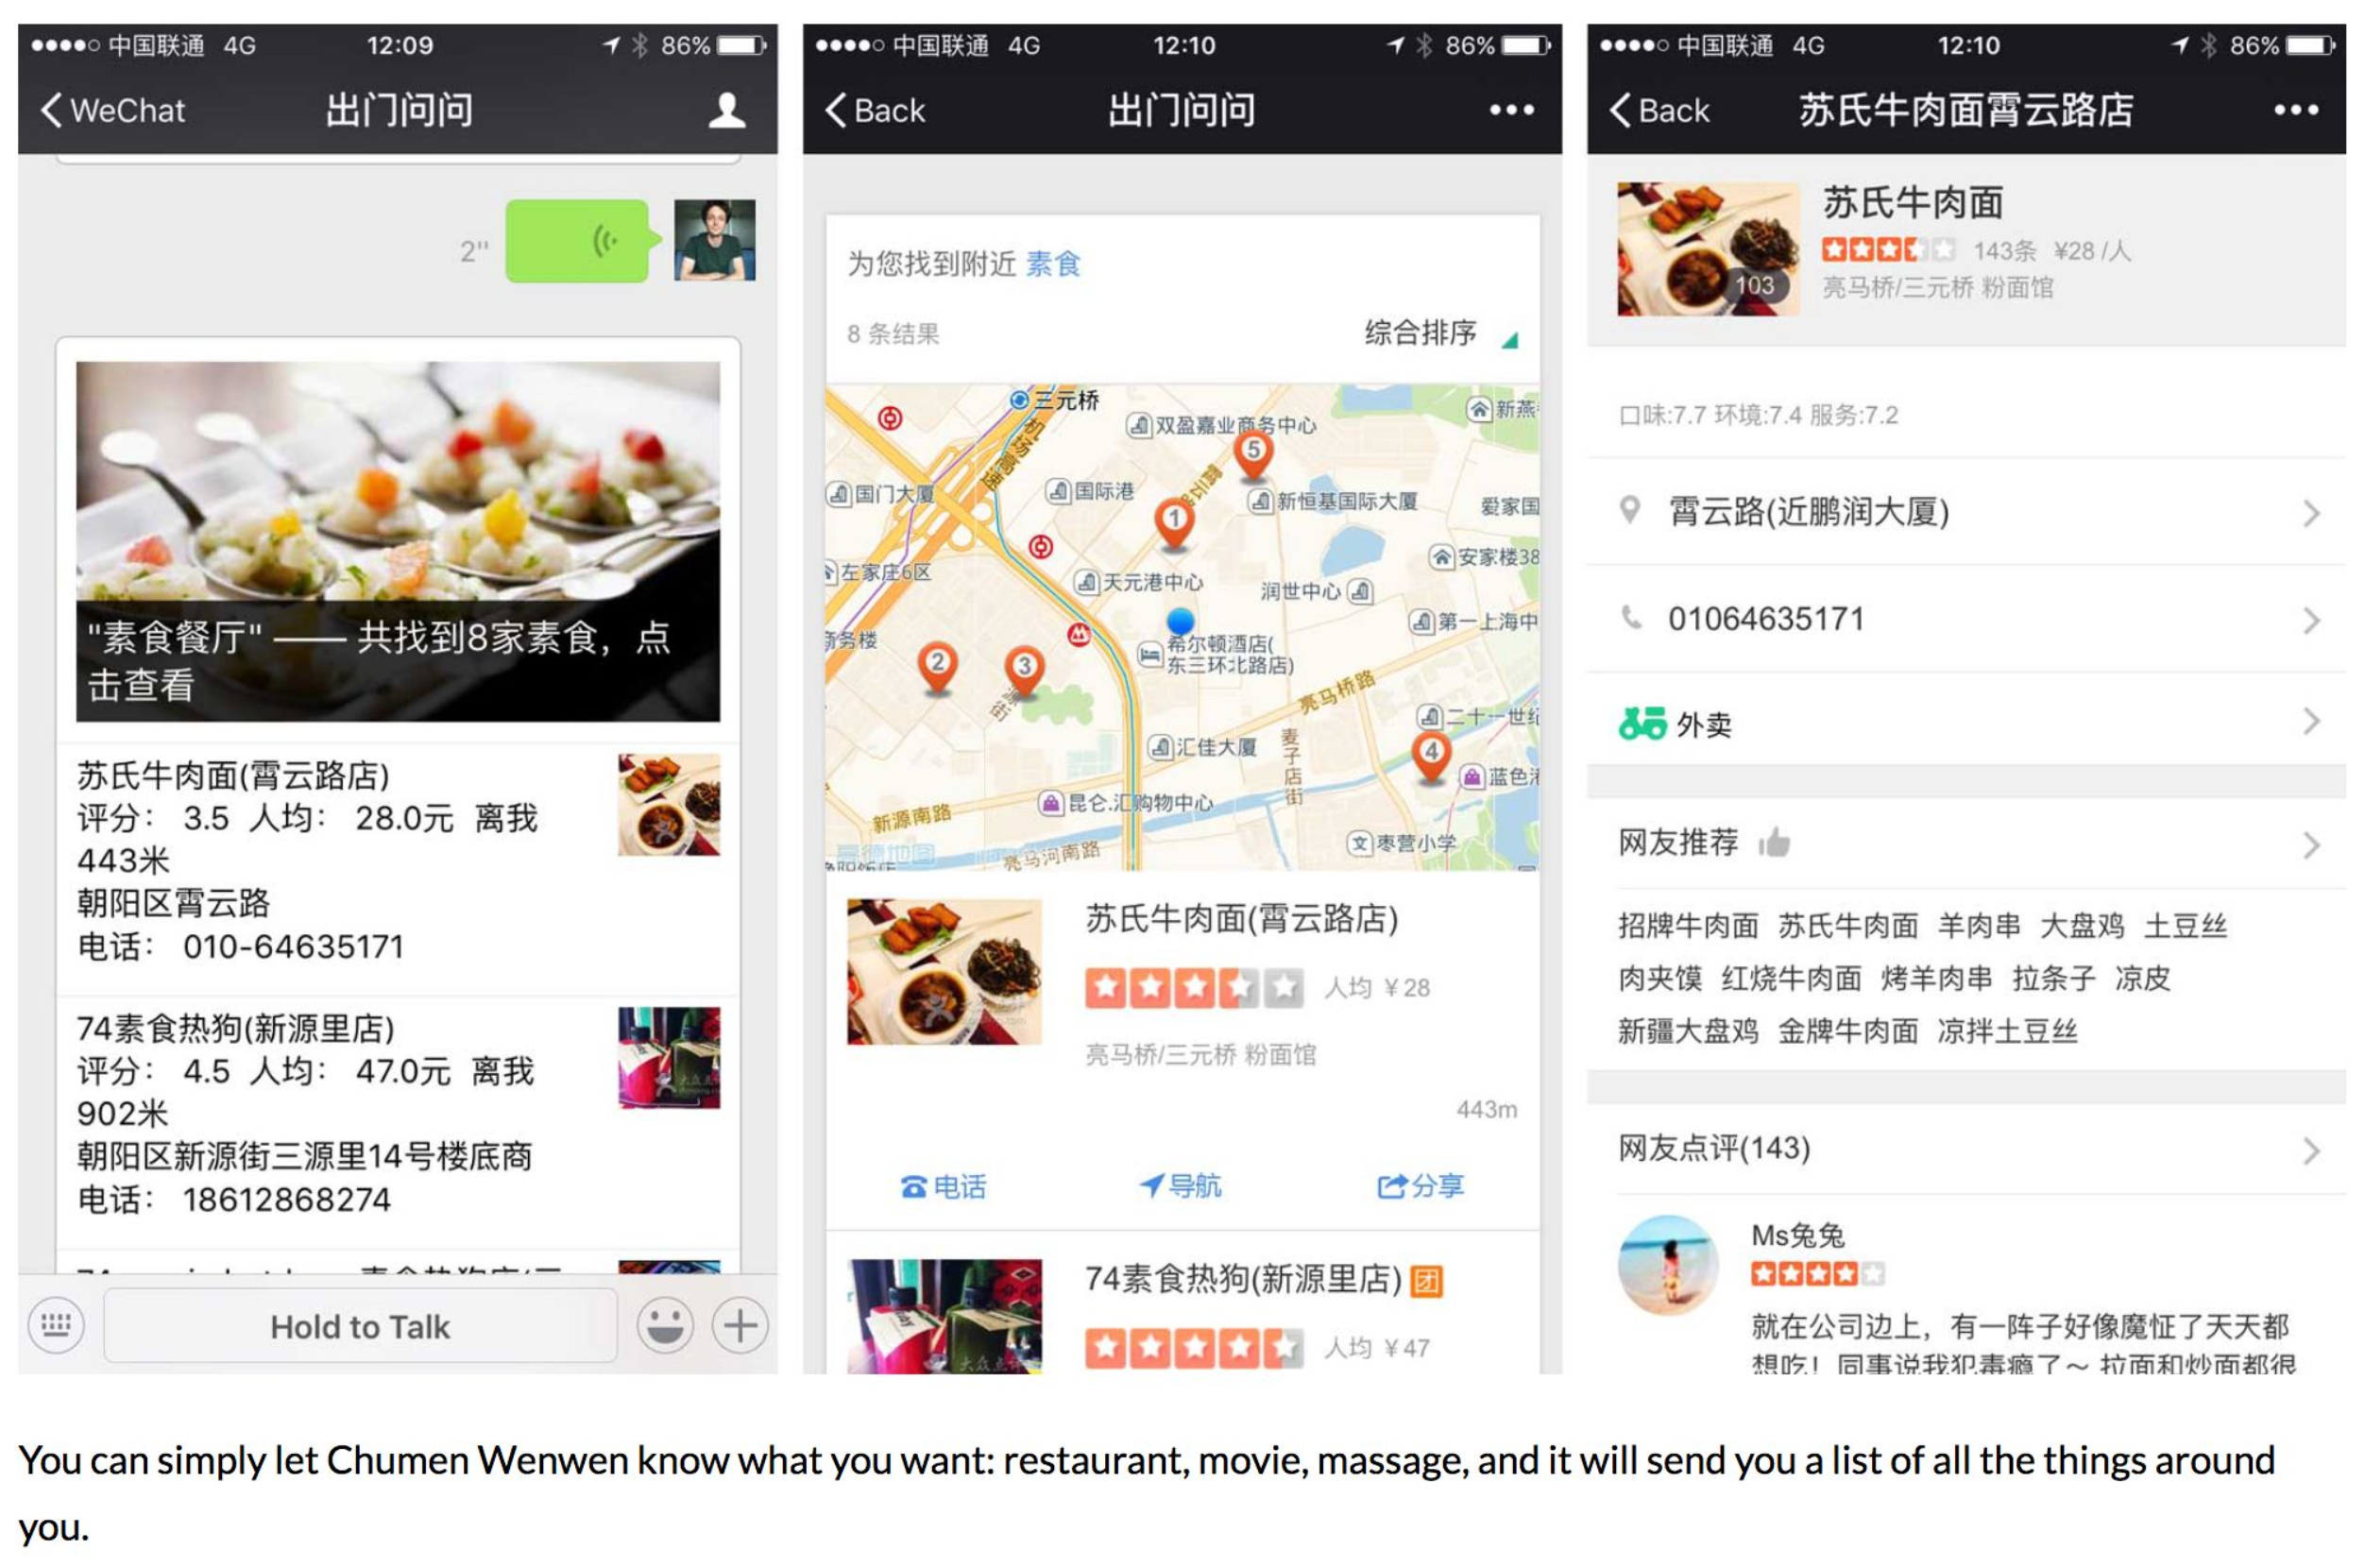 中国联通 4G 12:09 86%
WeChat 出门问问
2"
"素食餐厅" —— 共找到8家素食，点
击查看
苏氏牛肉面(霄云路店)
评分： 3.5 人均： 28.0元 离我
443米
朝阳区霄云路
电话： 010-64635171
74素食热狗(新源里店)
评分： 4.5 人均： 47.0元 离我
902米
朝阳区新源街三源里14号楼底商
电话： 18612868274
Hold to Talk
中国联通 4G 12:10 86%
Back 出门问问
为您找到附近 素食
8 条结果 综合排序
三元桥
机场高速
双盈嘉业商务中心
新燕
5
国门大厦
国际港
霄云路
新恒基国际大厦
爱家国
1
安家楼38
左家庄6区
天元港中心
润世中心
第一上海中
商务楼
希尔顿酒店(
东三环北路店)
2
3
源街
亮马桥路
二十一世纪
汇佳大厦
麦子店街
4
蓝色港
昆仑.汇购物中心
新源南路
高德地图
亮马河南路
枣营小学
苏氏牛肉面(霄云路店)
人均 ¥28
亮马桥/三元桥 粉面馆
443m
电话 导航 分享
74素食热狗(新源里店) 团
人均 ¥47
大众点评
中国联通 4G 12:10 86%
Back 苏氏牛肉面霄云路店
苏氏牛肉面
143条 ¥28 /人
103
亮马桥/三元桥 粉面馆
口味:7.7 环境:7.4 服务:7.2
霄云路(近鹏润大厦)
01064635171
外卖
网友推荐
招牌牛肉面 苏氏牛肉面 羊肉串 大盘鸡 土豆丝
肉夹馍 红烧牛肉面 烤羊肉串 拉条子 凉皮
新疆大盘鸡 金牌牛肉面 凉拌土豆丝
网友点评(143)
Ms兔兔
就在公司边上，有一阵子好像魔怔了天天都
想吃！同事说我犯毒瘾了～ 拉面和炒面都很
You can simply let Chumen Wenwen know what you want: restaurant, movie, massage, and it will send you a list of all the things around
you.